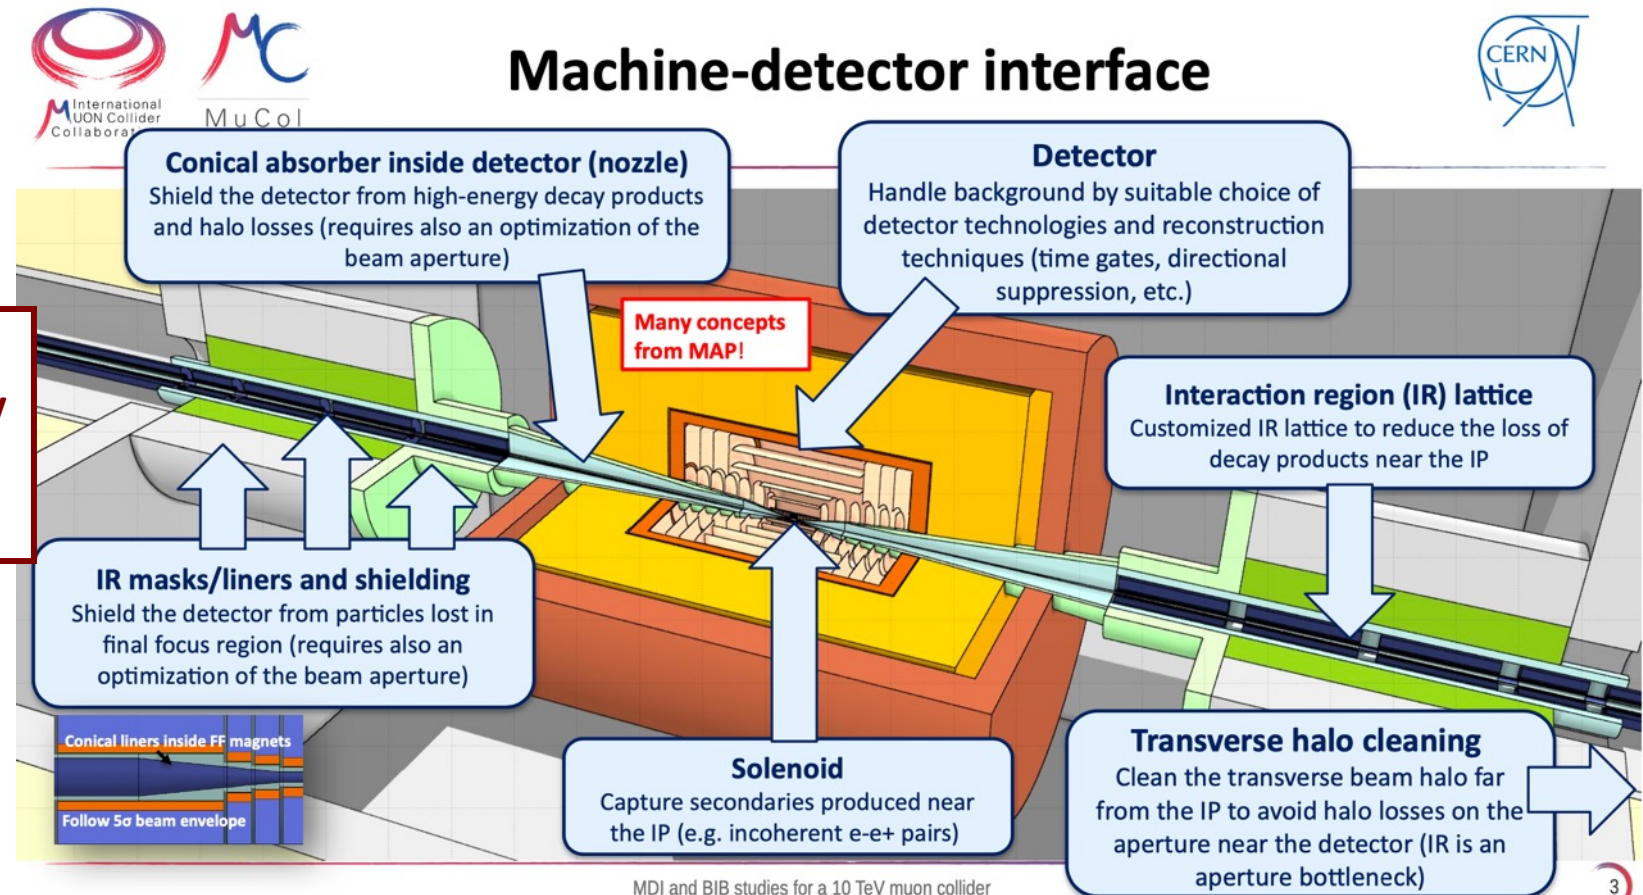 International
UON Collider
Collaborat
MuCol
Machine-detector interface
CERN
Conical absorber inside detector (nozzle)
Shield the detector from high-energy decay products
and halo losses (requires also an optimization of the
beam aperture)
Detector
Handle background by suitable choice of
detector technologies and reconstruction
techniques (time gates, directional
suppression, etc.)
Many concepts
from MAP!
Interaction region (IR) lattice
Customized IR lattice to reduce the loss of
decay products near the IP
IR masks/liners and shielding
Shield the detector from particles lost in
final focus region (requires also an
optimization of the beam aperture)
Conical liners inside FF magnets
Follow 5σ beam envelope
Solenoid
Capture secondaries produced near
the IP (e.g. incoherent e-e+ pairs)
Transverse halo cleaning
Clean the transverse beam halo far
from the IP to avoid halo losses on the
aperture near the detector (IR is an
aperture bottleneck)
MDI and BIB studies for a 10 TeV muon collider
3